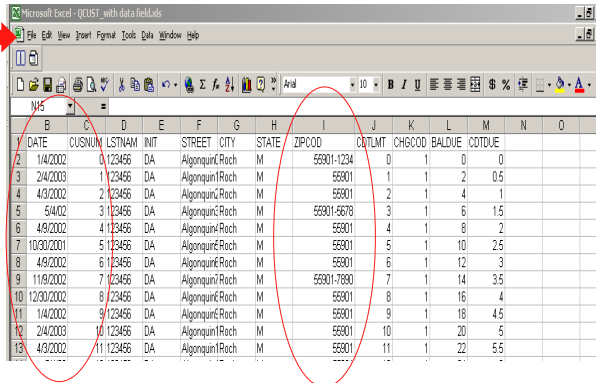 Microsoft Excel - QCUST_with data field.xls
File Edit View Insert Format Tools Data Window Help
Arial 10 B I U $ %
N15 =
B C D E F G H I J K L M N O
1 DATE CUSNUM LSTNAM INIT STREET CITY STATE ZIPCOD CDTLMT CHGCOD BALDUE CDTDUE
2 1/4/2002 0 123456 DA Algonquin Roch M 55901-1234 0 1 0 0
3 2/4/2003 1 123456 DA Algonquin1 Roch M 55901 1 1 2 0.5
4 4/3/2002 2 123456 DA Algonquin Roch M 55901 2 1 4 1
5 5/4/02 3 123456 DA Algonquin Roch M 55901-5678 3 1 6 1.5
6 4/9/2002 4 123456 DA Algonquin Roch M 55901 4 1 8 2
7 10/30/2001 5 123456 DA Algonquin Roch M 55901 5 1 10 2.5
8 4/9/2002 6 123456 DA Algonquin Roch M 55901 6 1 12 3
9 11/9/2002 7 123456 DA Algonquin7 Roch M 55901-7890 7 1 14 3.5
10 12/30/2002 8 123456 DA Algonquin Roch M 55901 8 1 16 4
11 1/4/2002 9 123456 DA Algonquin Roch M 55901 9 1 18 4.5
12 2/4/2003 10 123456 DA Algonquin1 Roch M 55901 10 1 20 5
13 4/3/2002 11 123456 DA Algonquin1 Roch M 55901 11 1 22 5.5